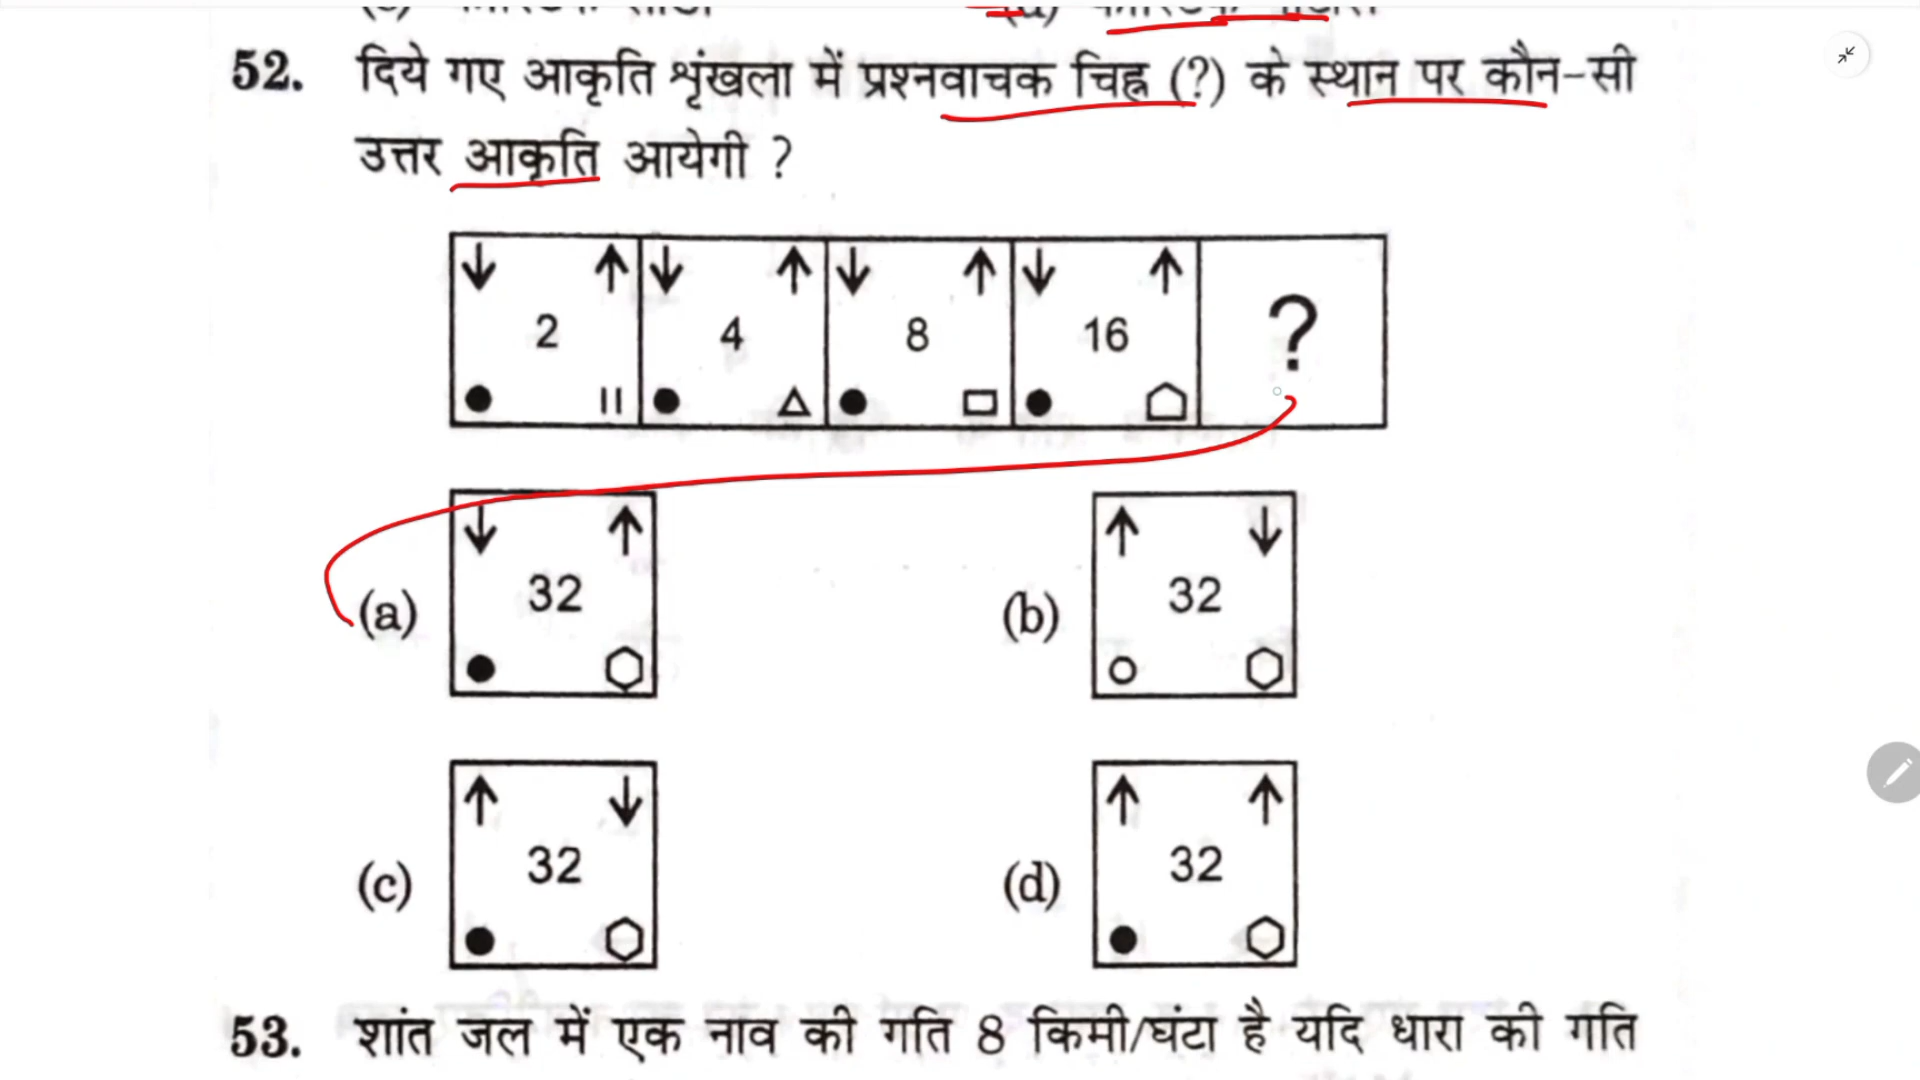 52. दिये गए आकृति शृंखला में प्रश्नवाचक चिह्न (?) के स्थान पर कौन-सी
उत्तर आकृति आयेगी ?
2 4 8 16 ?
(a) 32
(b) 32
(c) 32
(d) 32
53. शांत जल में एक नाव की गति 8 किमी/घंटा है यदि धारा की गति